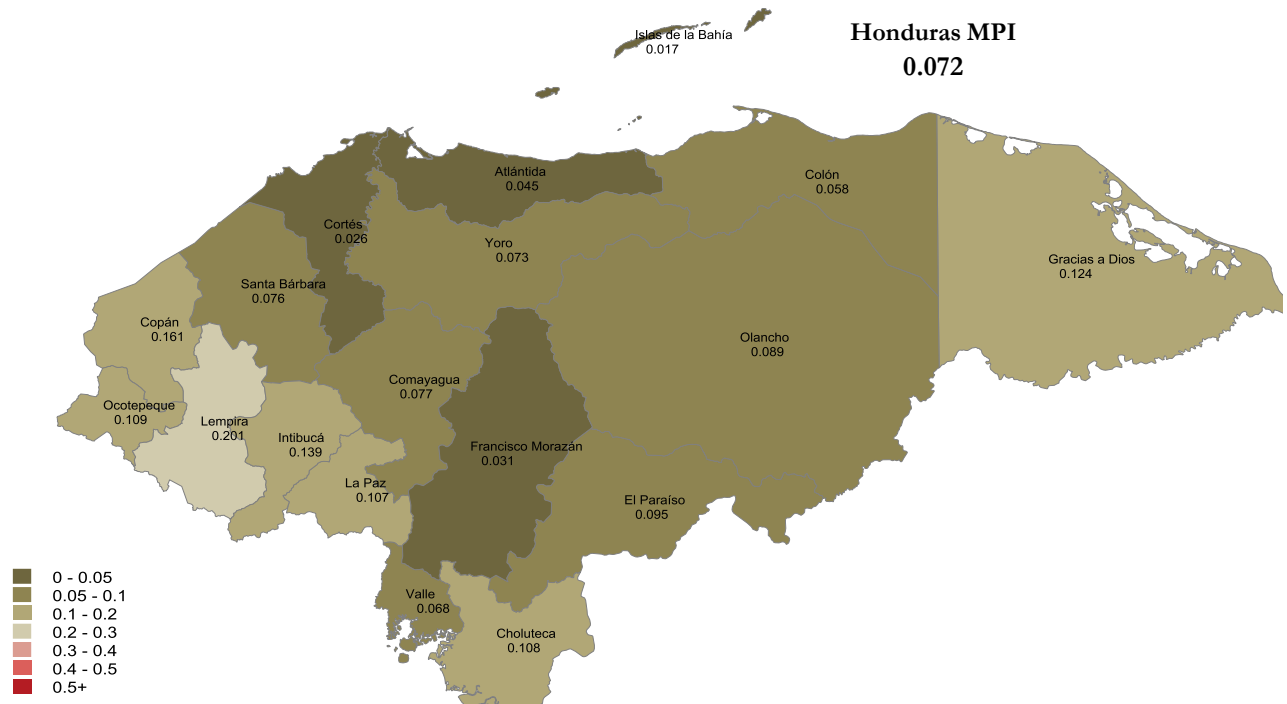 Honduras MPI
0.072
Islas de la Bahía
0.017
Atlántida
0.045
Colón
0.058
Cortés
0.026
Yoro
0.073
Gracias a Dios
0.124
Santa Bárbara
0.076
Copán
0.161
Olancho
0.089
Comayagua
0.077
Ocotepeque
0.109
Lempira
0.201
Intibucá
0.139
Francisco Morazán
0.031
La Paz
0.107
El Paraíso
0.095
Valle
0.068
Choluteca
0.108
0 - 0.05
0.05 - 0.1
0.1 - 0.2
0.2 - 0.3
0.3 - 0.4
0.4 - 0.5
0.5+